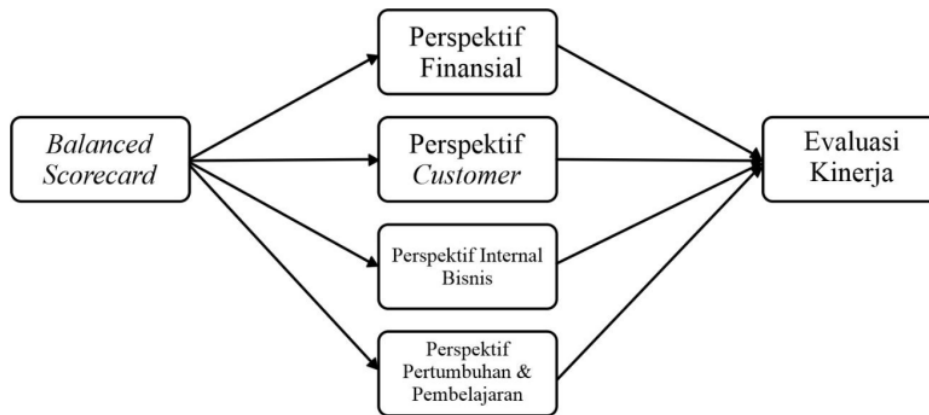 Balanced
Scorecard
Perspektif
Finansial
Perspektif
Customer
Perspektif Internal
Bisnis
Perspektif
Pertumbuhan &
Pembelajaran
Evaluasi
Kinerja